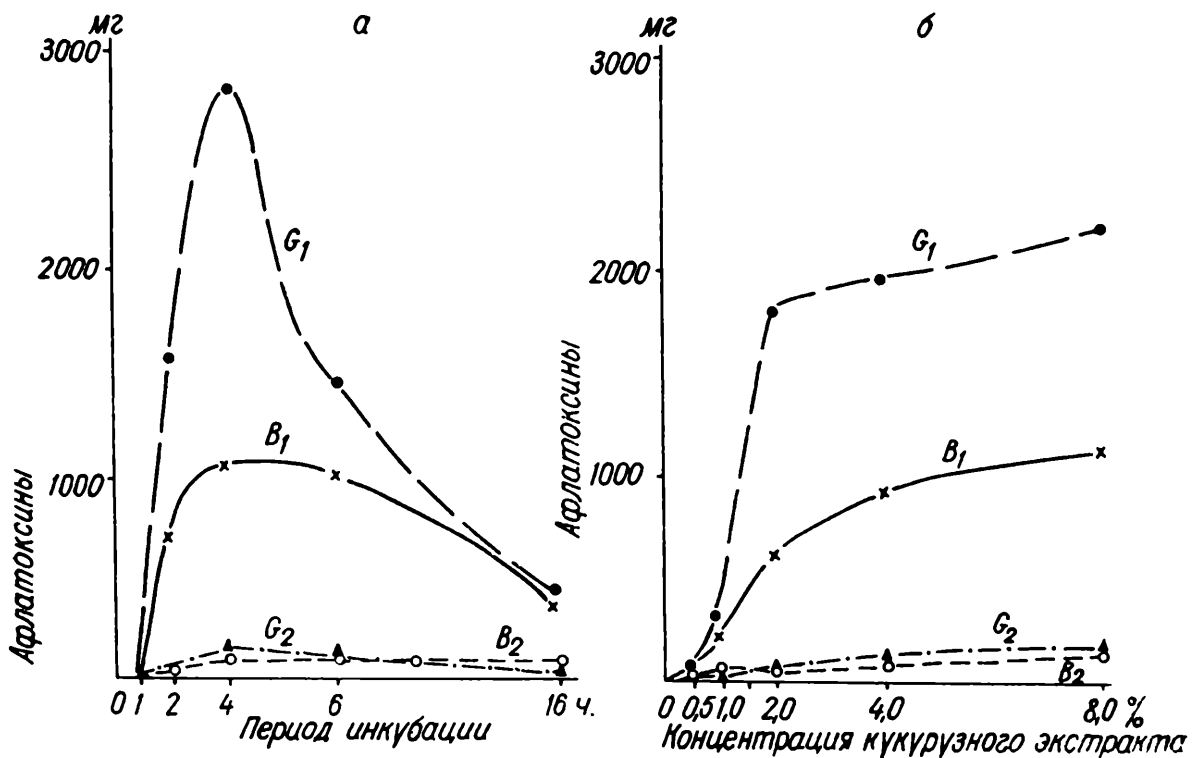 мг
а
3000
2000
1000
Афлатоксины
G1
B1
G2
B2
0 1 2 4 6 16 ч.
Период инкубации
мг
б
3000
2000
1000
Афлатоксины
G1
B1
G2
B2
0 0,5 1,0 2,0 4,0 8,0 %
Концентрация кукурузного экстракта